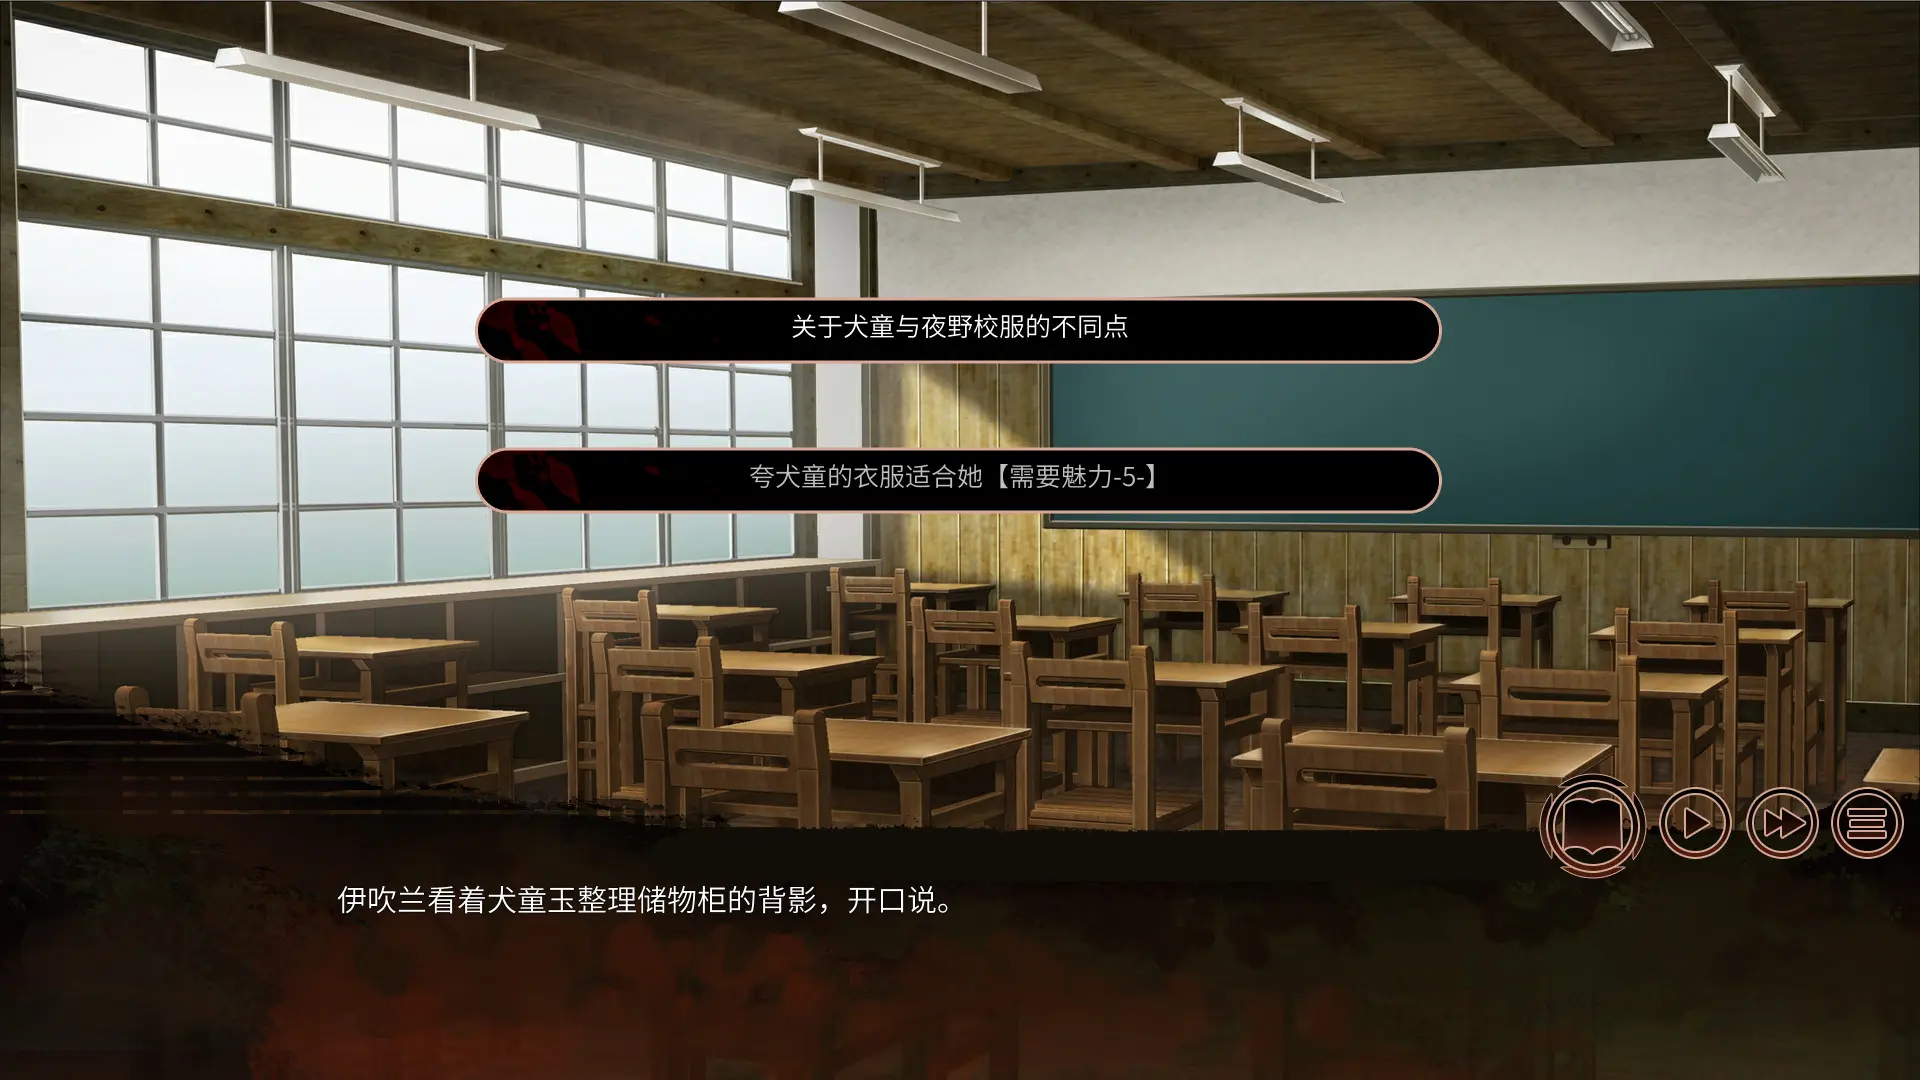 关于犬童与夜野校服的不同点
夸犬童的衣服适合她【需要魅力-5-】
伊吹兰看着犬童玉整理储物柜的背影，开口说。